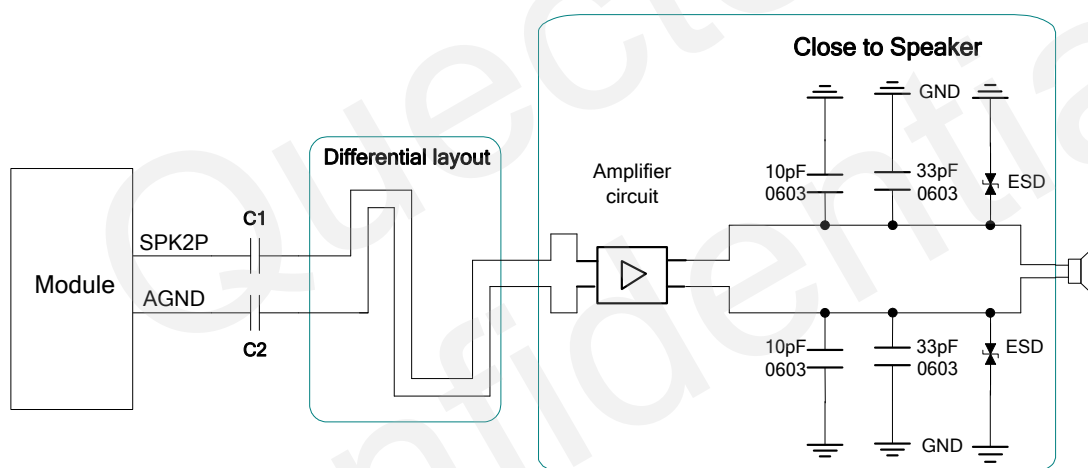 Close to Speaker
GND
Differential layout
Amplifier
circuit
10pF
0603
33pF
0603
ESD
C1
SPK2P
Module
AGND
C2
10pF
0603
33pF
0603
ESD
GND